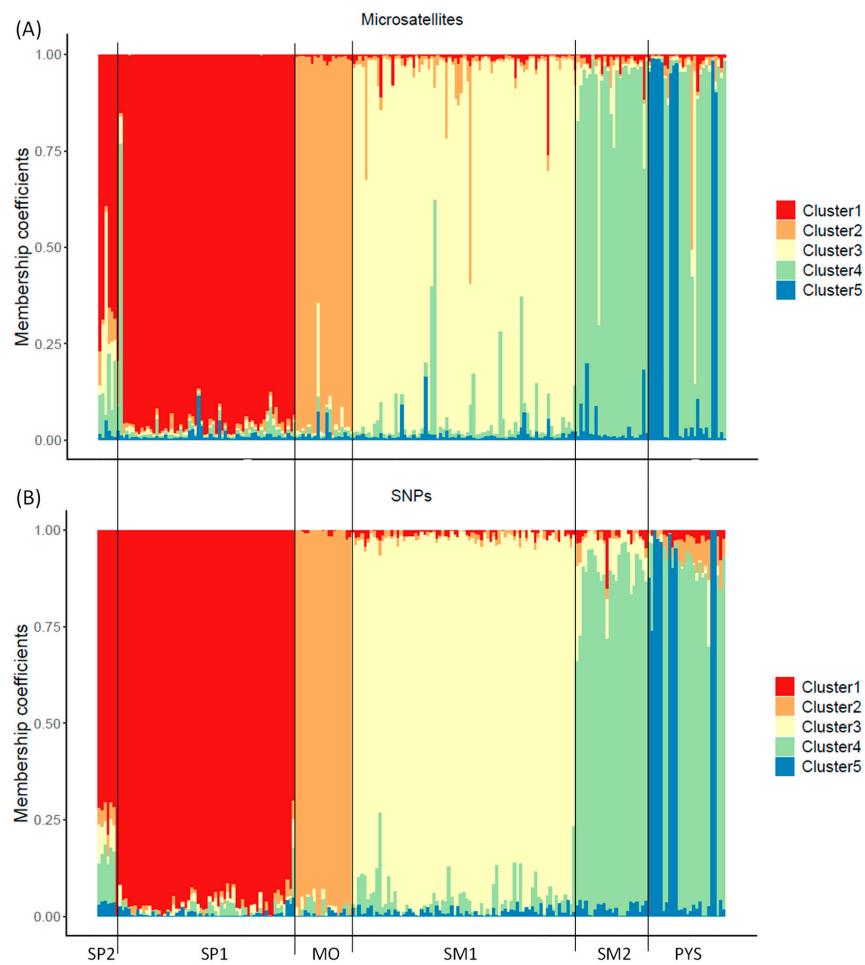 (A)
Microsatellites
1.00
0.75
0.50
0.25
0.00
Membership coefficients
Cluster1
Cluster2
Cluster3
Cluster4
Cluster5
(B)
SNPs
1.00
0.75
0.50
0.25
0.00
Membership coefficients
Cluster1
Cluster2
Cluster3
Cluster4
Cluster5
SP2 SP1 MO SM1 SM2 PYS